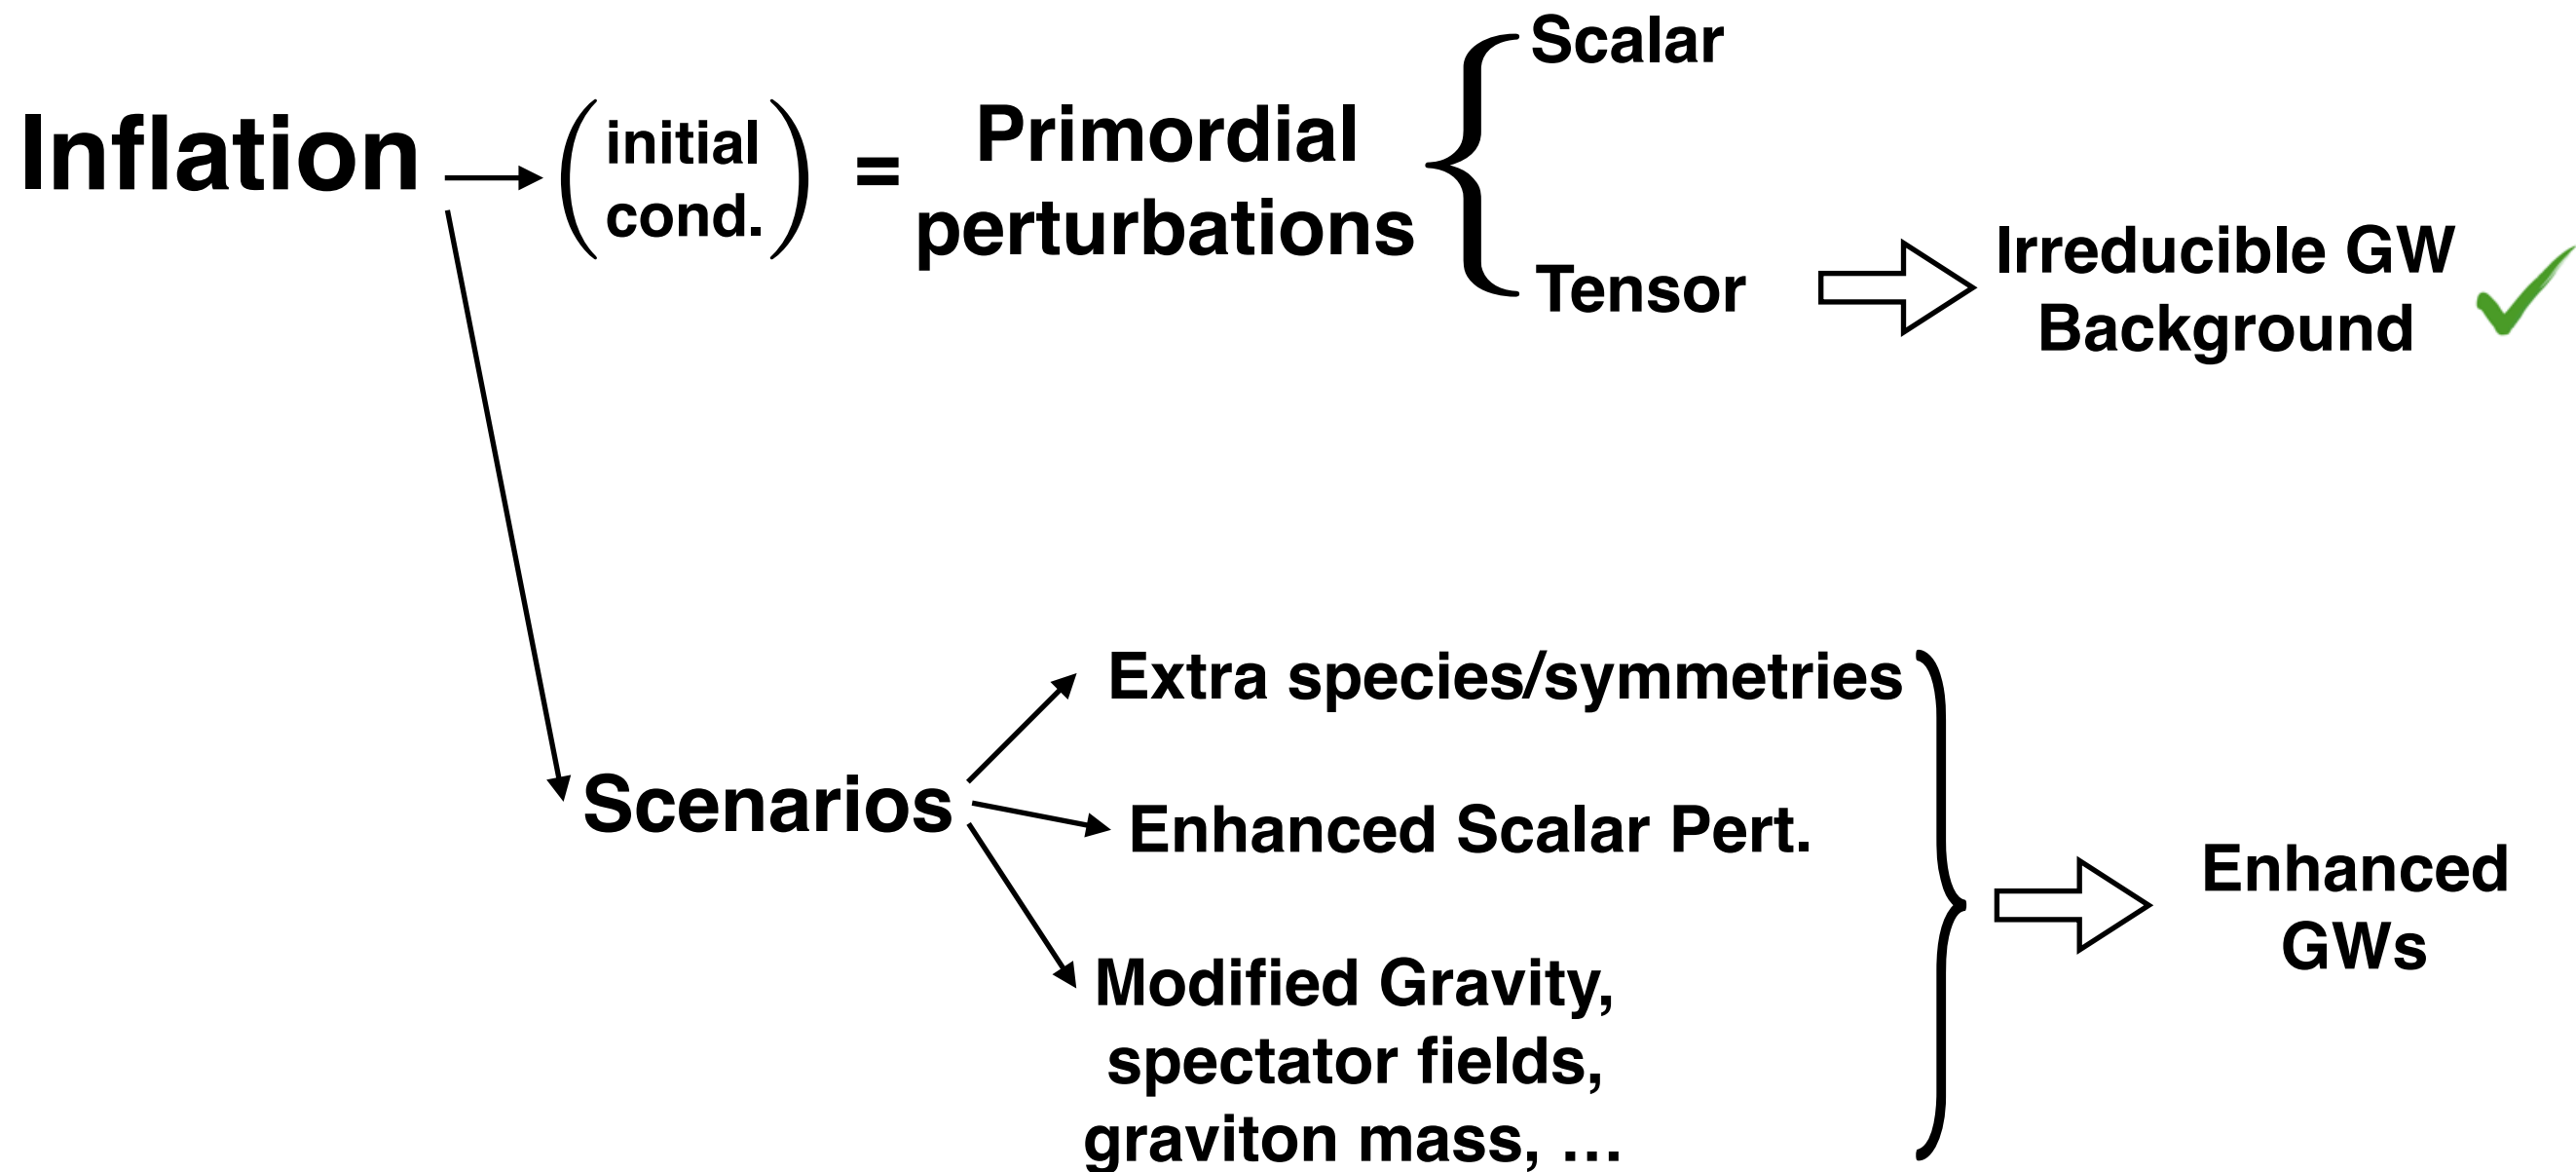 Inflation
initial
cond.
=
Primordial
perturbations
Scalar
Tensor
Irreducible GW
Background
Scenarios
Extra species/symmetries
Enhanced Scalar Pert.
Modified Gravity,
spectator fields,
graviton mass, …
Enhanced
GWs